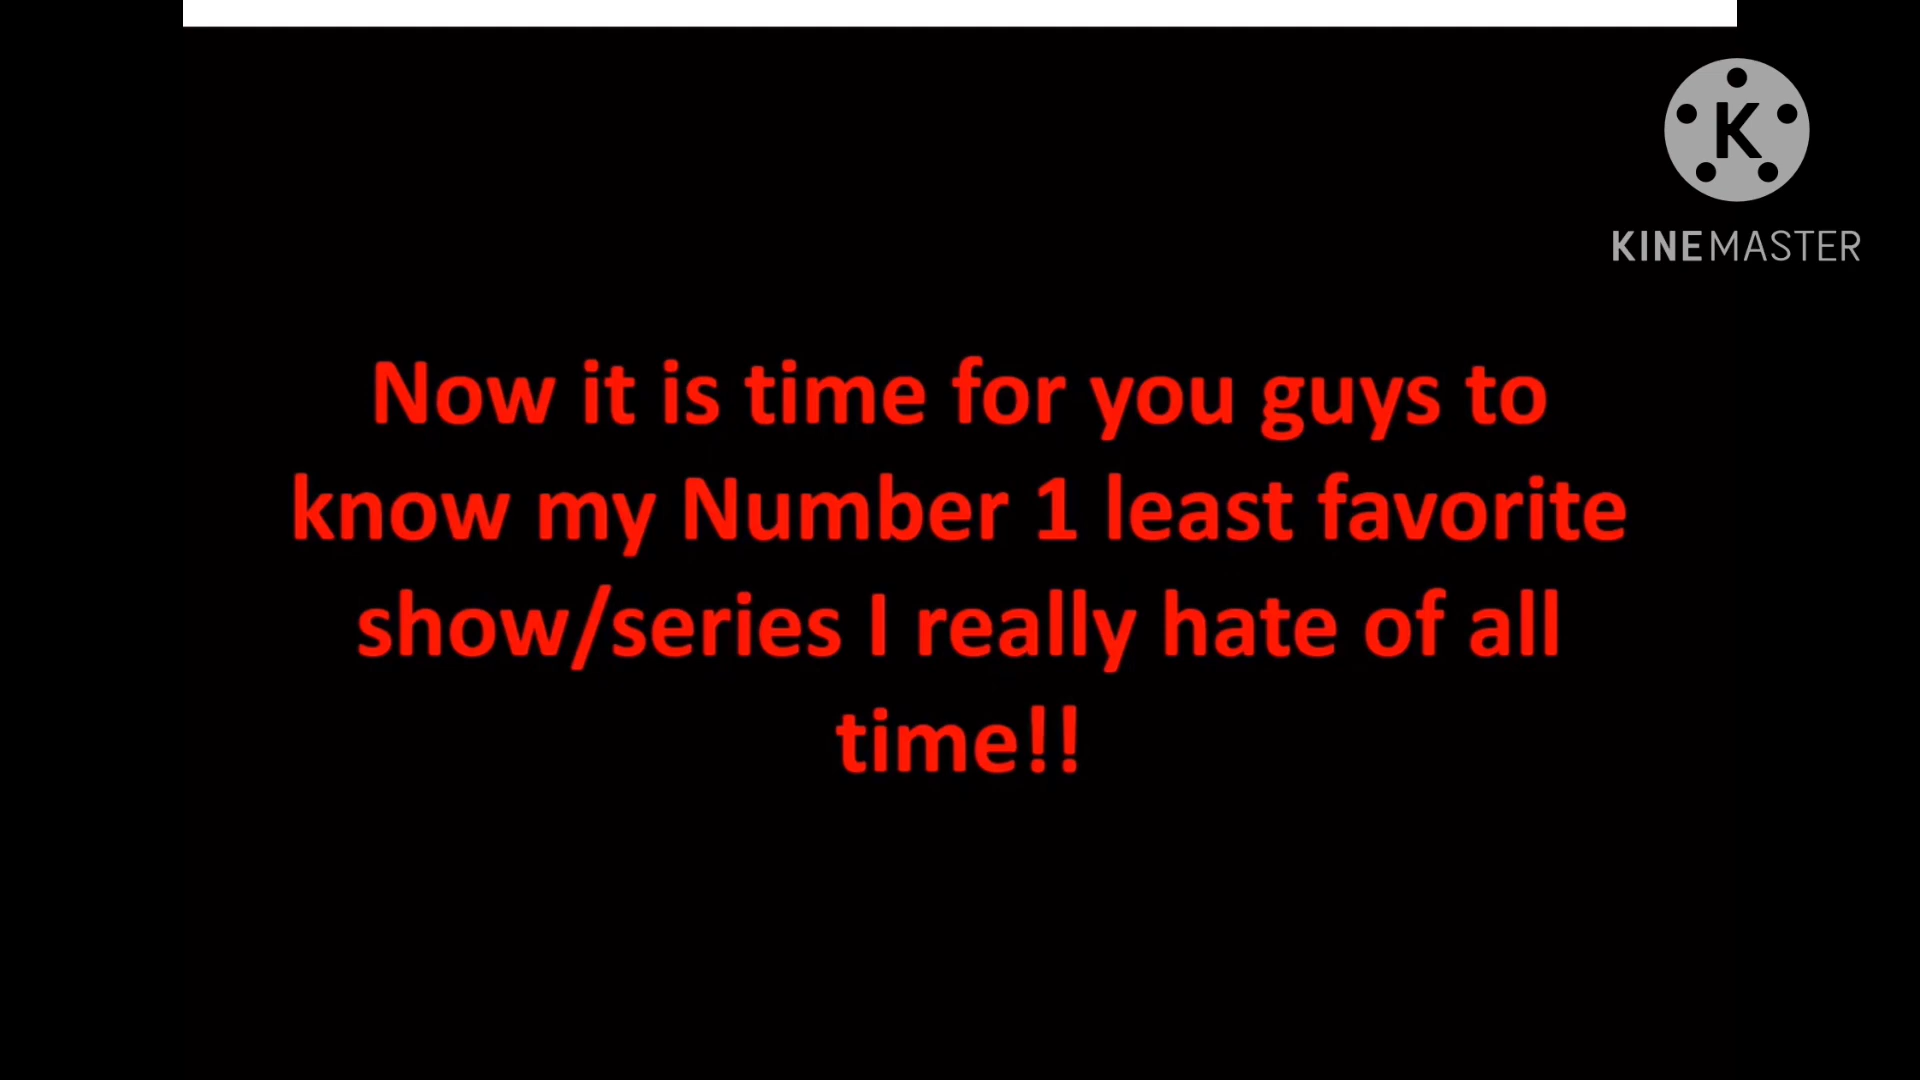 K
KINEMASTER
Now it is time for you guys to
know my Number 1 least favorite
show/series I really hate of all
time!!